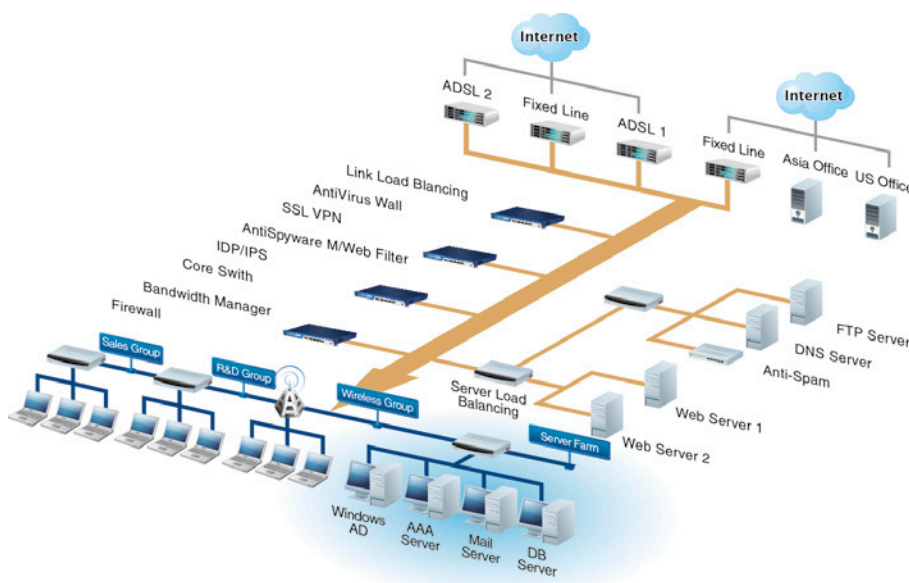 Internet
ADSL 2
Fixed Line
ADSL 1
Internet
Fixed Line
Asia Office
US Office
Link Load Blancing
AntiVirus Wall
SSL VPN
AntiSpyware M/Web Filter
IDP/IPS
Core Swith
Bandwidth Manager
Firewall
Sales Group
R&D Group
Wireless Group
Server Load
Balancing
FTP Server
DNS Server
Anti-Spam
Web Server 1
Web Server 2
Server Farm
Windows
AD
AAA
Server
Mail
Server
DB
Server